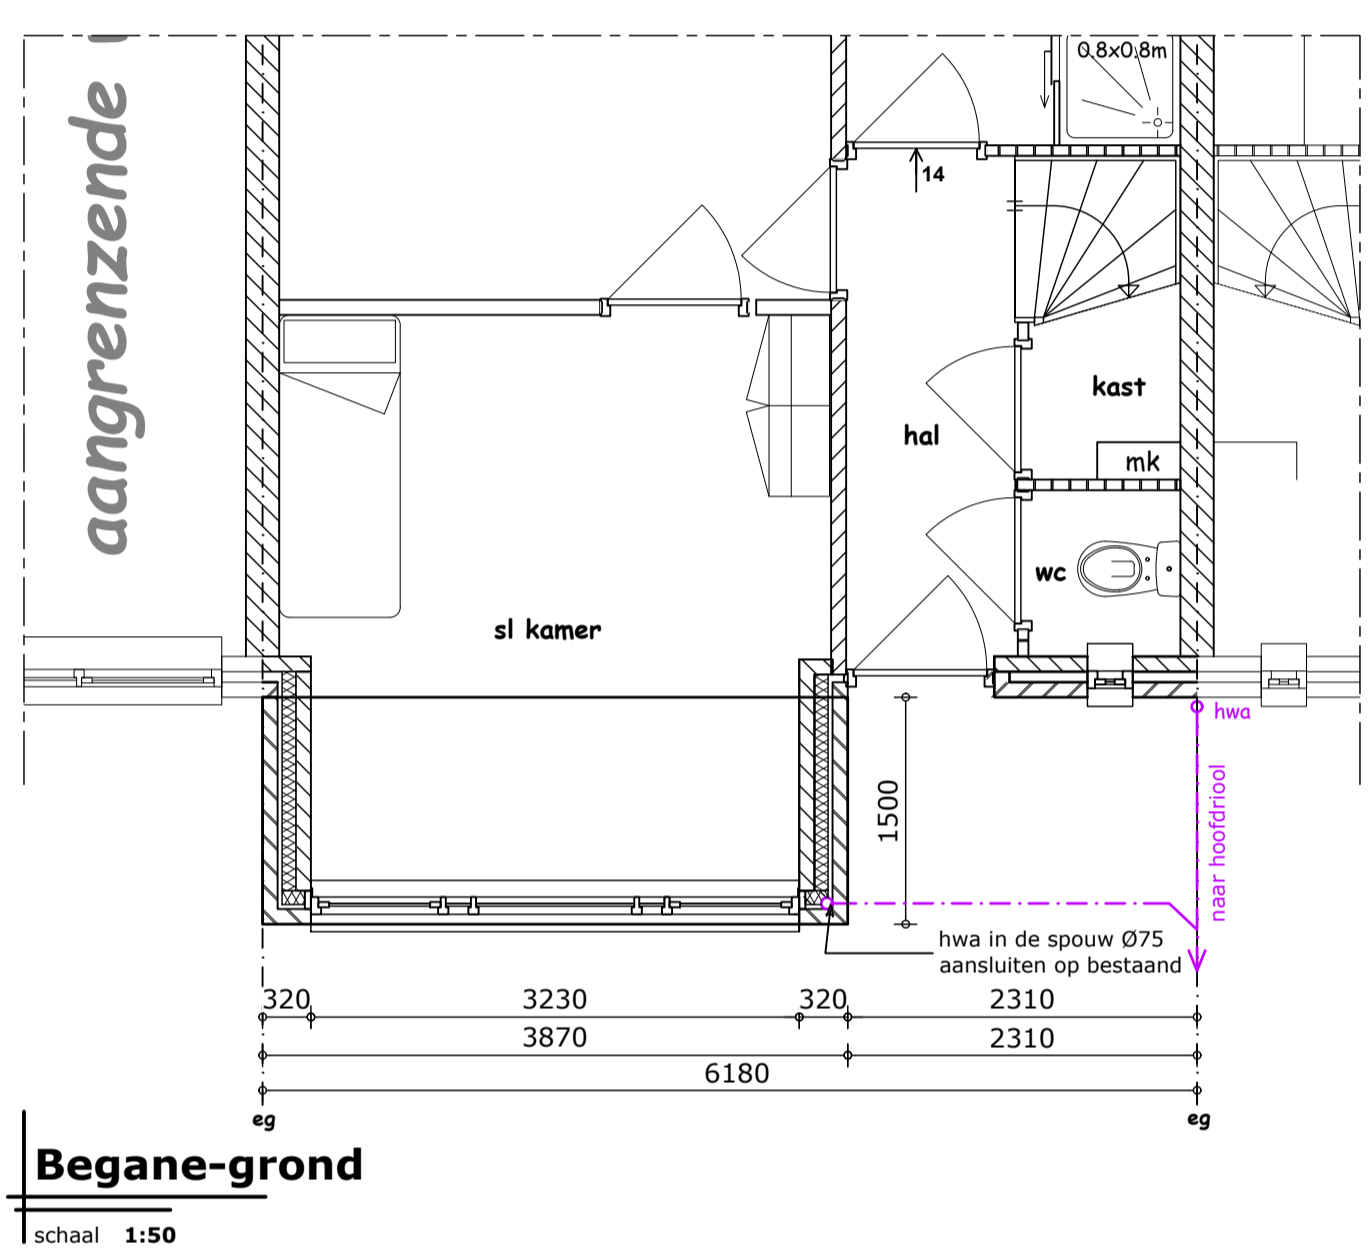 aangrenzende
0.8x0.8m
14
kast
hal
mk
wc
sl kamer
hwa
naar hoofdriool
1500
hwa in de spouw Ø75
aansluiten op bestaand
320 3230 320 2310
3870 2310
6180
eg eg
Begane-grond
schaal 1:50